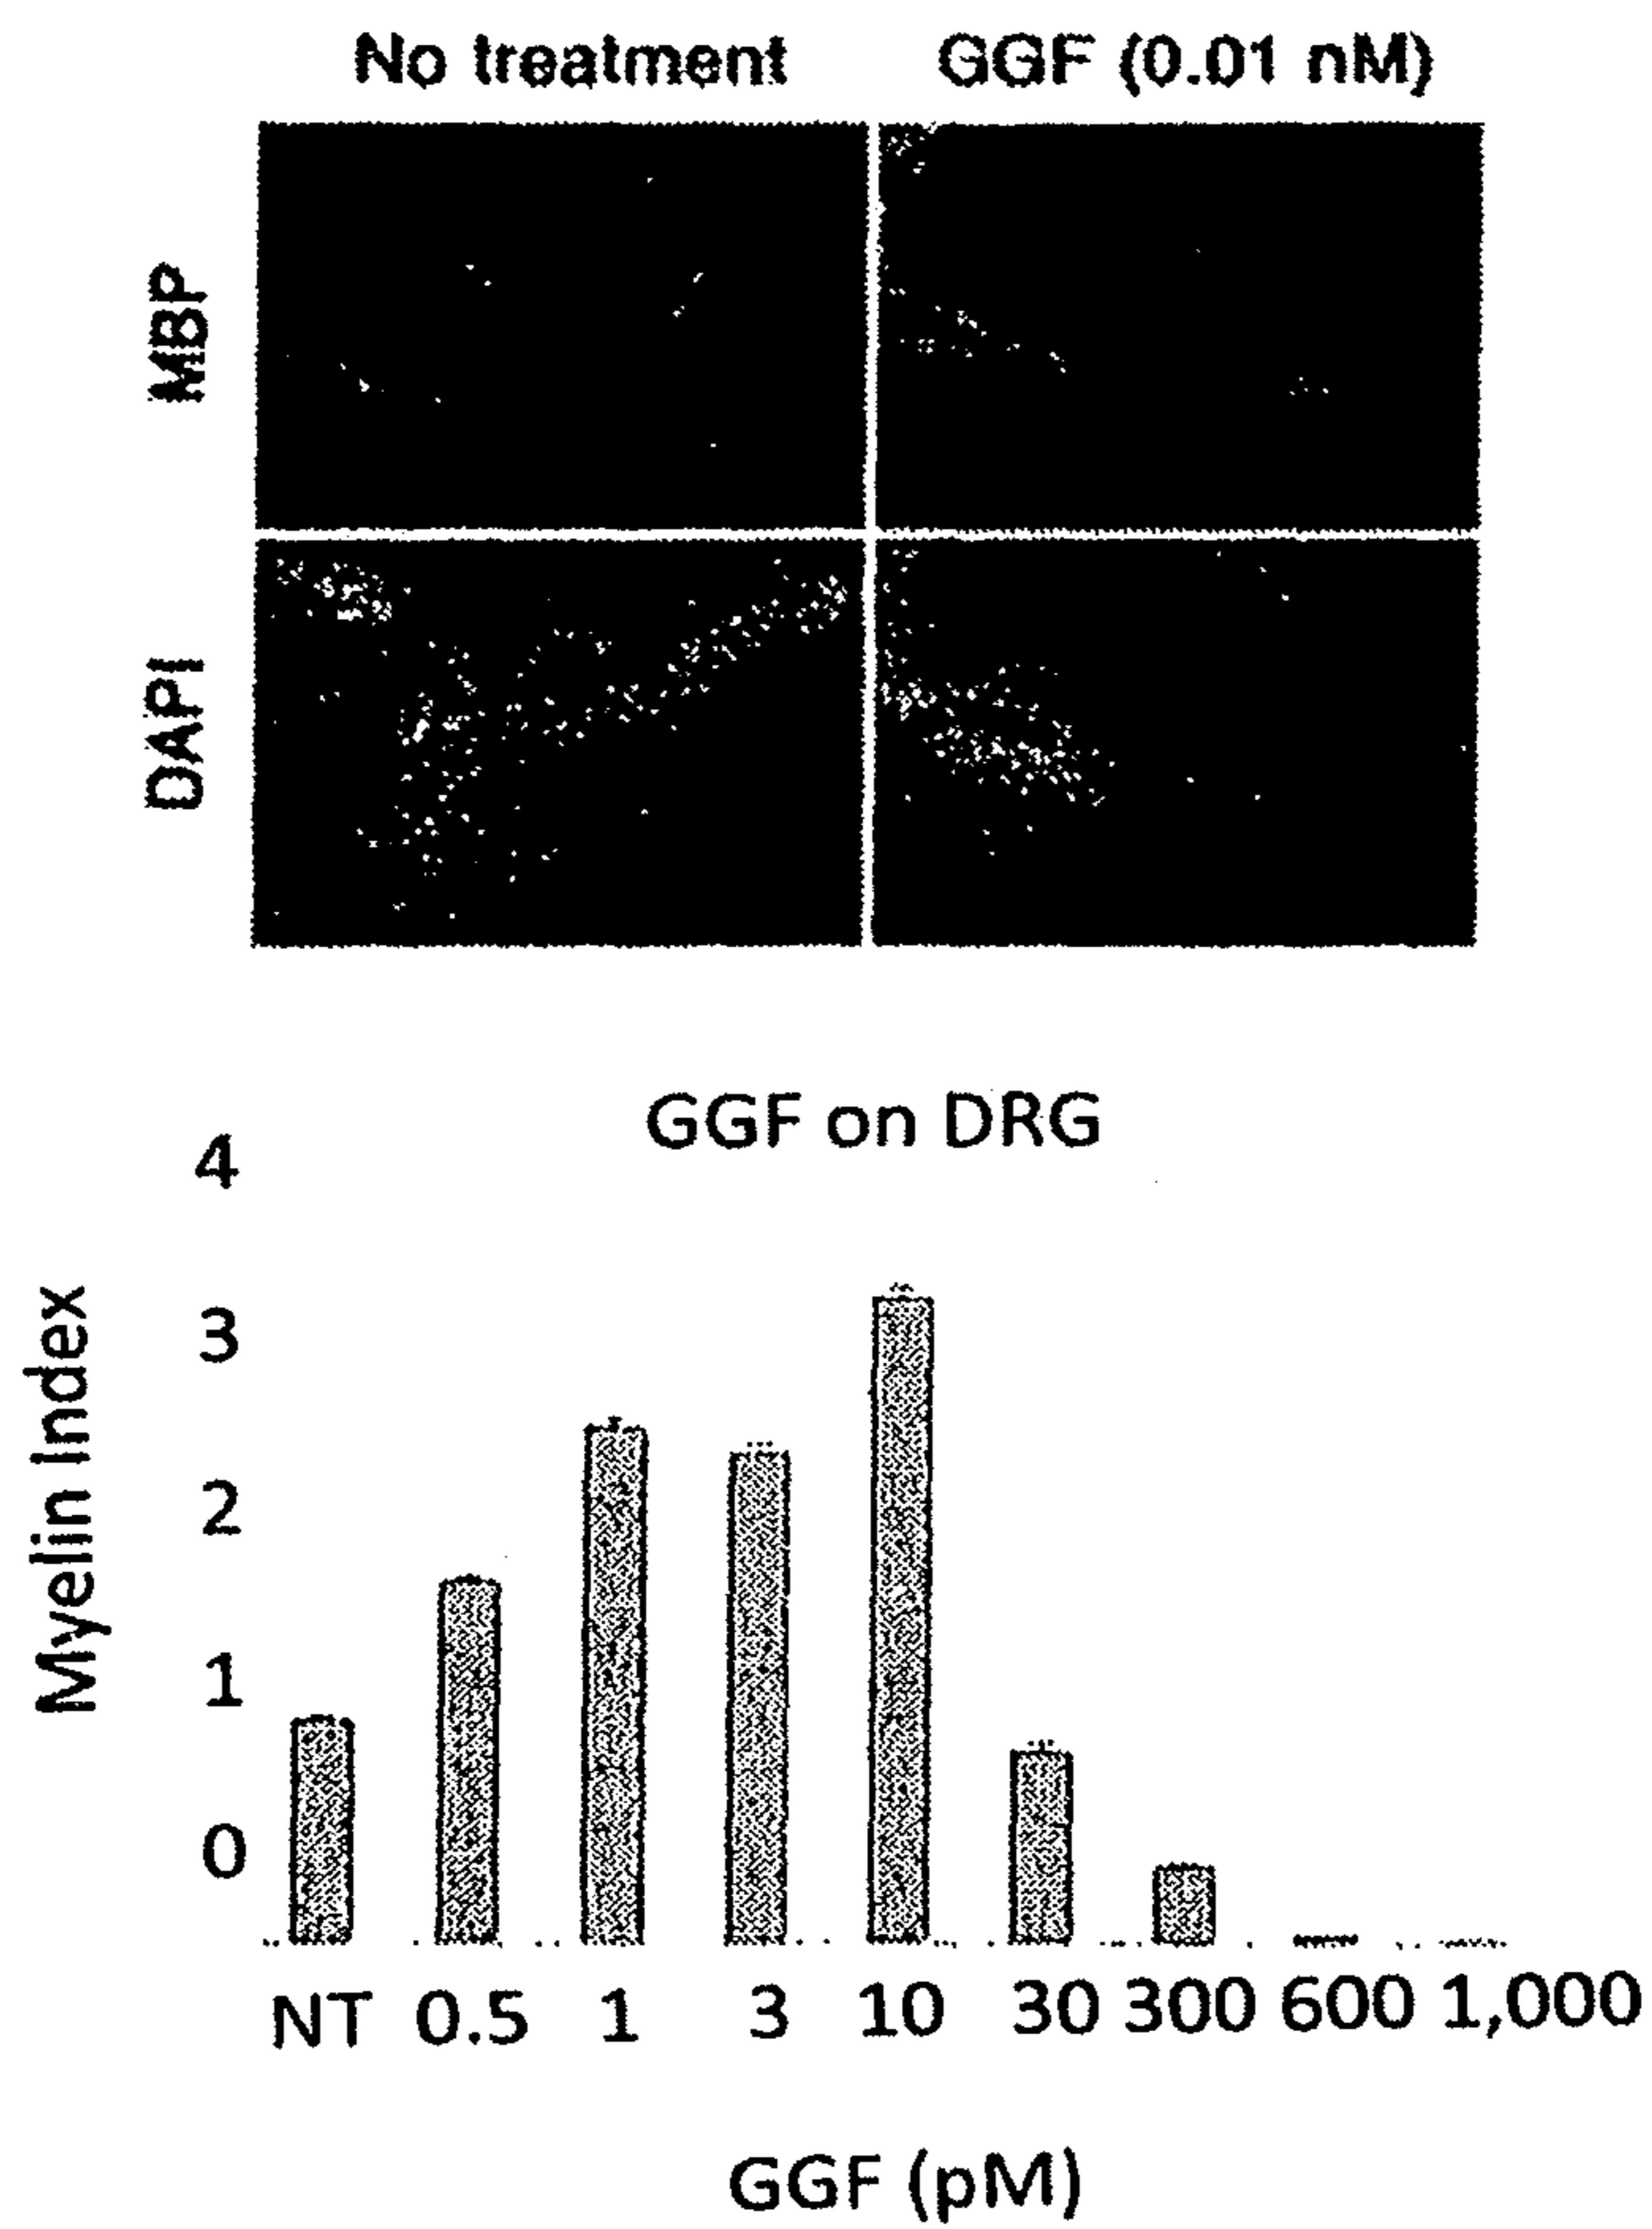 No treatment GGF (0.01 nM)
MBP
DAPI
GGF on DRG
4
3
2
1
0
Myelin Index
NT 0.5 1 3 10 30 300 600 1,000
GGF (pM)